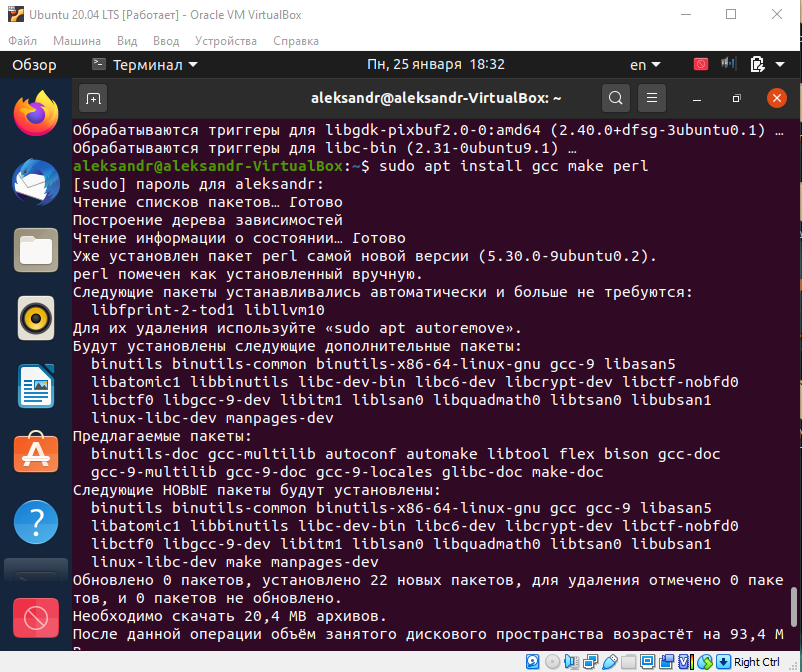 Ubuntu 20.04 LTS [Работает] - Oracle VM VirtualBox
Файл Машина Вид Ввод Устройства Справка
Обзор Терминал Пн, 25 января 18:32 en
aleksandr@aleksandr-VirtualBox: ~
Обрабатываются триггеры для libgdk-pixbuf2.0-0:amd64 (2.40.0+dfsg-3ubuntu0.1) …
Обрабатываются триггеры для libc-bin (2.31-0ubuntu9.1) …
aleksandr@aleksandr-VirtualBox:~$ sudo apt install gcc make perl
[sudo] пароль для aleksandr:
Чтение списков пакетов… Готово
Построение дерева зависимостей
Чтение информации о состоянии… Готово
Уже установлен пакет perl самой новой версии (5.30.0-9ubuntu0.2).
perl помечен как установленный вручную.
Следующие пакеты устанавливались автоматически и больше не требуются:
libfprint-2-tod1 libllvm10
Для их удаления используйте «sudo apt autoremove».
Будут установлены следующие дополнительные пакеты:
binutils binutils-common binutils-x86-64-linux-gnu gcc-9 libasan5
libatomic1 libbinutils libc-dev-bin libc6-dev libcrypt-dev libctf-nobfd0
libctf0 libgcc-9-dev libitm1 liblsan0 libquadmath0 libtsan0 libubsan1
linux-libc-dev manpages-dev
Предлагаемые пакеты:
binutils-doc gcc-multilib autoconf automake libtool flex bison gcc-doc
gcc-9-multilib gcc-9-doc gcc-9-locales glibc-doc make-doc
Следующие НОВЫЕ пакеты будут установлены:
binutils binutils-common binutils-x86-64-linux-gnu gcc gcc-9 libasan5
libatomic1 libbinutils libc-dev-bin libc6-dev libcrypt-dev libctf-nobfd0
libctf0 libgcc-9-dev libitm1 liblsan0 libquadmath0 libtsan0 libubsan1
linux-libc-dev make manpages-dev
Обновлено 0 пакетов, установлено 22 новых пакетов, для удаления отмечено 0 паке
тов, и 0 пакетов не обновлено.
Необходимо скачать 20,4 MB архивов.
После данной операции объём занятого дискового пространства возрастёт на 93,4 M
Right Ctrl